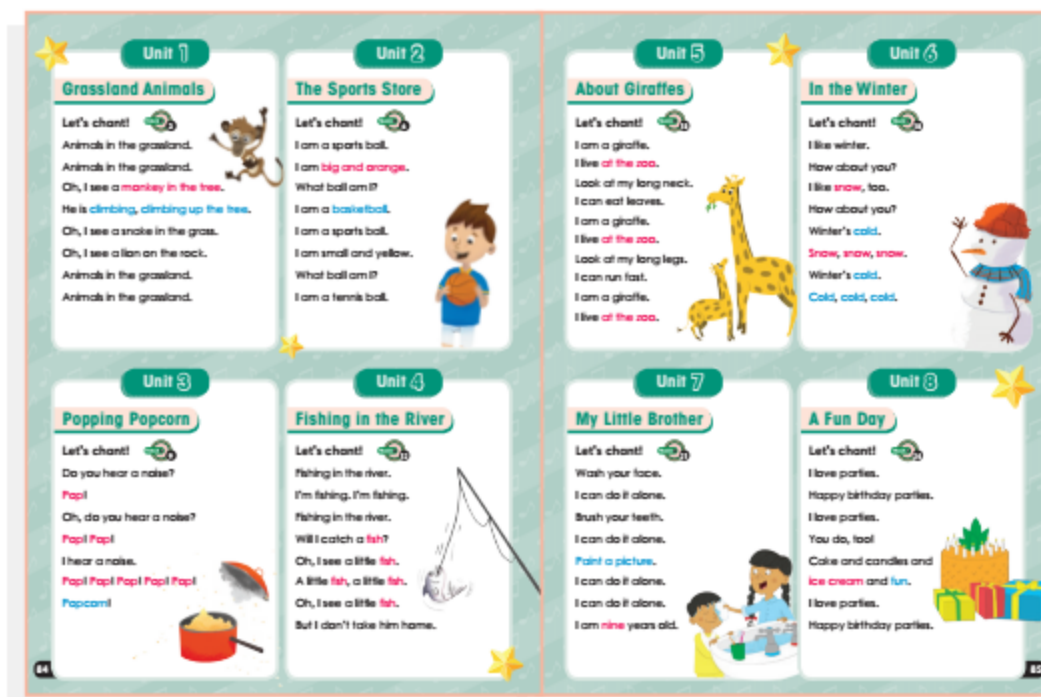 Unit 1
Grassland Animals
Let's chant!
Animals in the grassland.
Animals in the grassland.
Oh, I see a monkey in the tree.
He is climbing, climbing up the tree.
Oh, I see a snake in the grass.
Oh, I see a lion on the rock.
Animals in the grassland.
Animals in the grassland.
Unit 2
The Sports Store
Let's chant!
I am a sports ball.
I am big and orange.
What ball am I?
I am a basketball.
I am a sports ball.
I am small and yellow.
What ball am I?
I am a tennis ball.
Unit 3
Popping Popcorn
Let's chant!
Do you hear a noise?
Pop!
Oh, do you hear a noise?
Pop! Pop!
I hear a noise.
Pop! Pop! Pop! Pop! Pop!
Popcorn!
Unit 4
Fishing in the River
Let's chant!
Fishing in the river.
I'm fishing. I'm fishing.
Fishing in the river.
Will I catch a fish?
Oh, I see a little fish.
A little fish, a little fish.
Oh, I see a little fish.
But I don't take him home.
84
Unit 5
About Giraffes
Let's chant!
I am a giraffe.
I live at the zoo.
Look at my long neck.
I can eat leaves.
I am a giraffe.
I live at the zoo.
Look at my long legs.
I can run fast.
I am a giraffe.
I live at the zoo.
Unit 6
In the Winter
Let's chant!
I like winter.
How about you?
I like snow, too.
How about you?
Winter's cold.
Snow, snow, snow.
Winter's cold.
Cold, cold, cold.
Unit 7
My Little Brother
Let's chant!
Wash your face.
I can do it alone.
Brush your teeth.
I can do it alone.
Paint a picture.
I can do it alone.
I can do it alone.
I am nine years old.
Unit 8
A Fun Day
Let's chant!
I love parties.
Happy birthday parties.
I love parties.
You do, too!
Cake and candles and
ice cream and fun.
I love parties.
Happy birthday parties.
85